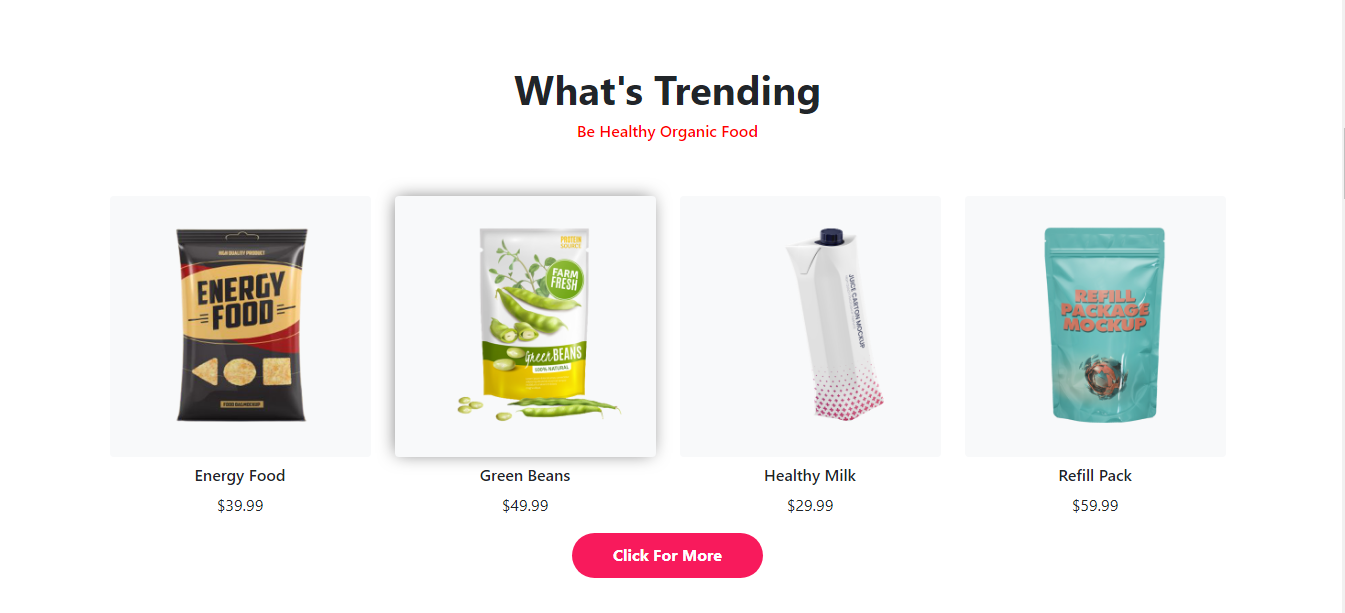 What's Trending
Be Healthy Organic Food
HIGH QUALITY PRODUCT
ENERGY
FOOD
PROTEIN
SOURCE
FARM
FRESH
Green BEANS
100% NATURAL
JUICE CARTON MOCKUP
REFILL
PACKAGE
MOCKUP
Energy Food
Green Beans
Healthy Milk
Refill Pack
$39.99
$49.99
$29.99
$59.99
Click For More